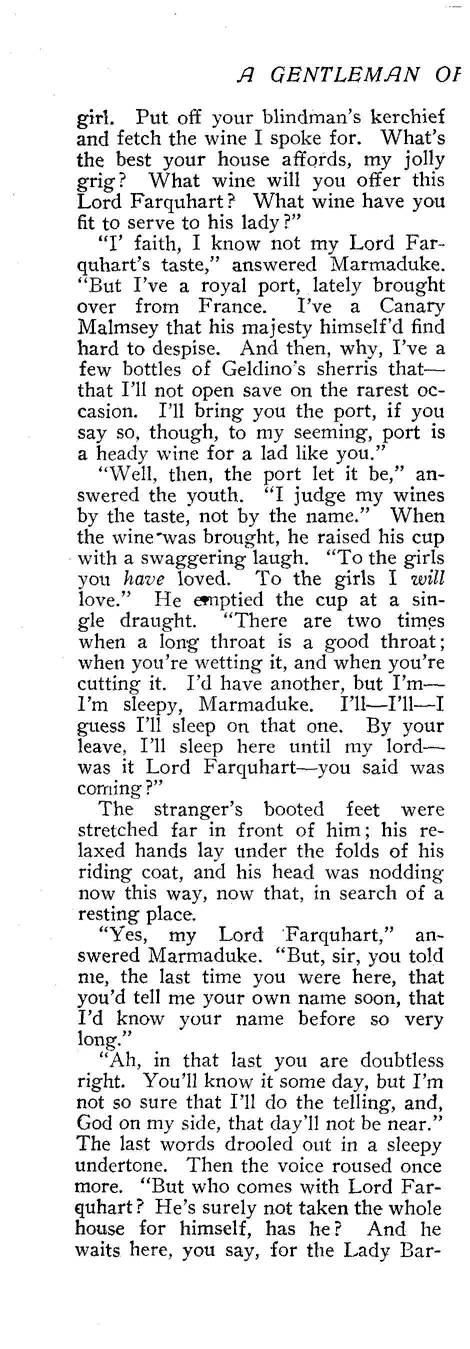 A GENTLEMAN OF
girl. Put off your blindman's kerchief
and fetch the wine I spoke for. What's
the best your house affords, my jolly
grig? What wine will you offer this
Lord Farquhart? What wine have you
fit to serve to his lady?"
"I' faith, I know not my Lord Far-
quhart's taste," answered Marmaduke.
"But I've a royal port, lately brought
over from France. I've a Canary
Malmsey that his majesty himself'd find
hard to despise. And then, why, I've a
few bottles of Geldino's sherris that—
that I'll not open save on the rarest oc-
casion. I'll bring you the port, if you
say so, though, to my seeming, port is
a heady wine for a lad like you."
"Well, then, the port let it be," an-
swered the youth. "I judge my wines
by the taste, not by the name." When
the wine was brought, he raised his cup
with a swaggering laugh. "To the girls
you have loved. To the girls I will
love." He emptied the cup at a sin-
gle draught. "There are two times
when a long throat is a good throat;
when you're wetting it, and when you're
cutting it. I'd have another, but I'm—
I'm sleepy, Marmaduke. I'll—I'll—I
guess I'll sleep on that one. By your
leave, I'll sleep here until my lord—
was it Lord Farquhart—you said was
coming?"
The stranger's booted feet were
stretched far in front of him; his re-
laxed hands lay under the folds of his
riding coat, and his head was nodding
now this way, now that, in search of a
resting place.
"Yes, my Lord Farquhart," an-
swered Marmaduke. "But, sir, you told
me, the last time you were here, that
you'd tell me your own name soon, that
I'd know your name before so very
long."
"Ah, in that last you are doubtless
right. You'll know it some day, but I'm
not so sure that I'll do the telling, and,
God on my side, that day'll not be near."
The last words drooled out in a sleepy
undertone. Then the voice roused once
more. "But who comes with Lord Far-
quhart? He's surely not taken the whole
house for himself, has he? And he
waits here, you say, for the Lady Bar-